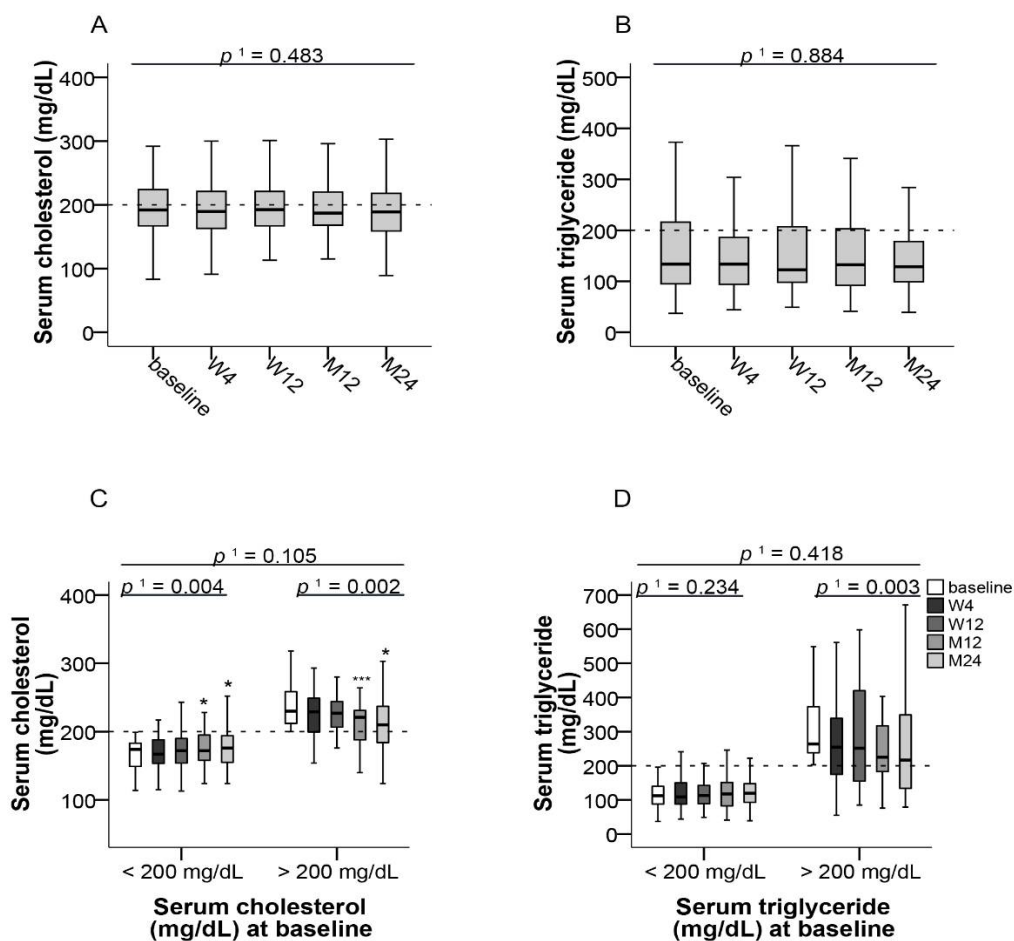 A
p ¹ = 0.483
Serum cholesterol (mg/dL)
400
300
200
100
0
baseline
W4
W12
M12
M24
B
p ¹ = 0.884
Serum triglyceride (mg/dL)
500
400
300
200
100
0
baseline
W4
W12
M12
M24
C
p ¹ = 0.105
p ¹ = 0.004
p ¹ = 0.002
Serum cholesterol
(mg/dL)
400
300
200
100
*
*
***
*
< 200 mg/dL
> 200 mg/dL
Serum cholesterol
(mg/dL) at baseline
D
p ¹ = 0.418
p ¹ = 0.234
p ¹ = 0.003
Serum triglyceride
(mg/dL)
700
600
500
400
300
200
100
0
baseline
W4
W12
M12
M24
< 200 mg/dL
> 200 mg/dL
Serum triglyceride
(mg/dL) at baseline